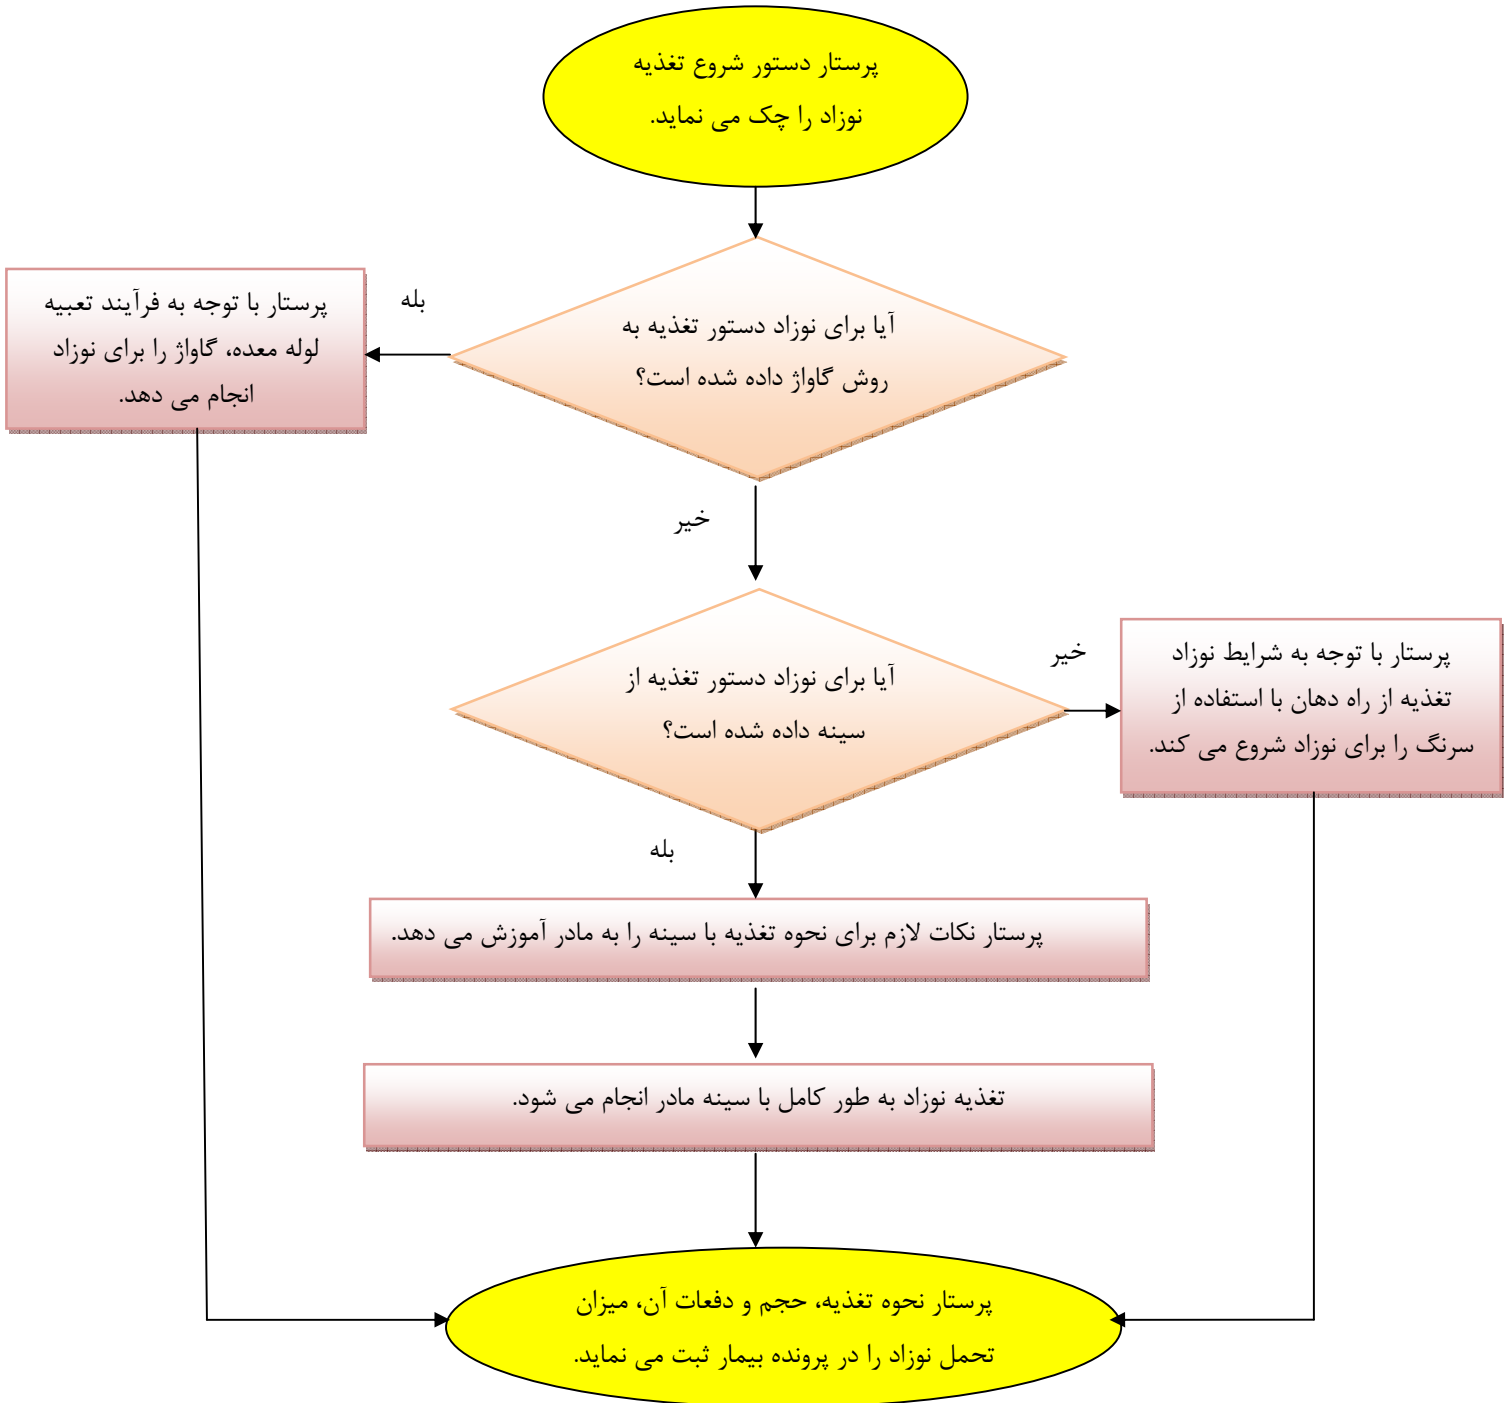 پرستار دستور شروع تغذیه
نوزاد را چک می نماید.
آیا برای نوزاد دستور تغذیه به
روش گاواژ داده شده است؟
بله
پرستار با توجه به فرآیند تعبیه
لوله معده، گاواژ را برای نوزاد
انجام می دهد.
خیر
آیا برای نوزاد دستور تغذیه از
سینه داده شده است؟
خیر
پرستار با توجه به شرایط نوزاد
تغذیه از راه دهان با استفاده از
سرنگ را برای نوزاد شروع می کند.
بله
پرستار نکات لازم برای نحوه تغذیه با سینه را به مادر آموزش می دهد.
تغذیه نوزاد به طور کامل با سینه مادر انجام می شود.
پرستار نحوه تغذیه، حجم و دفعات آن، میزان
تحمل نوزاد را در پرونده بیمار ثبت می نماید.